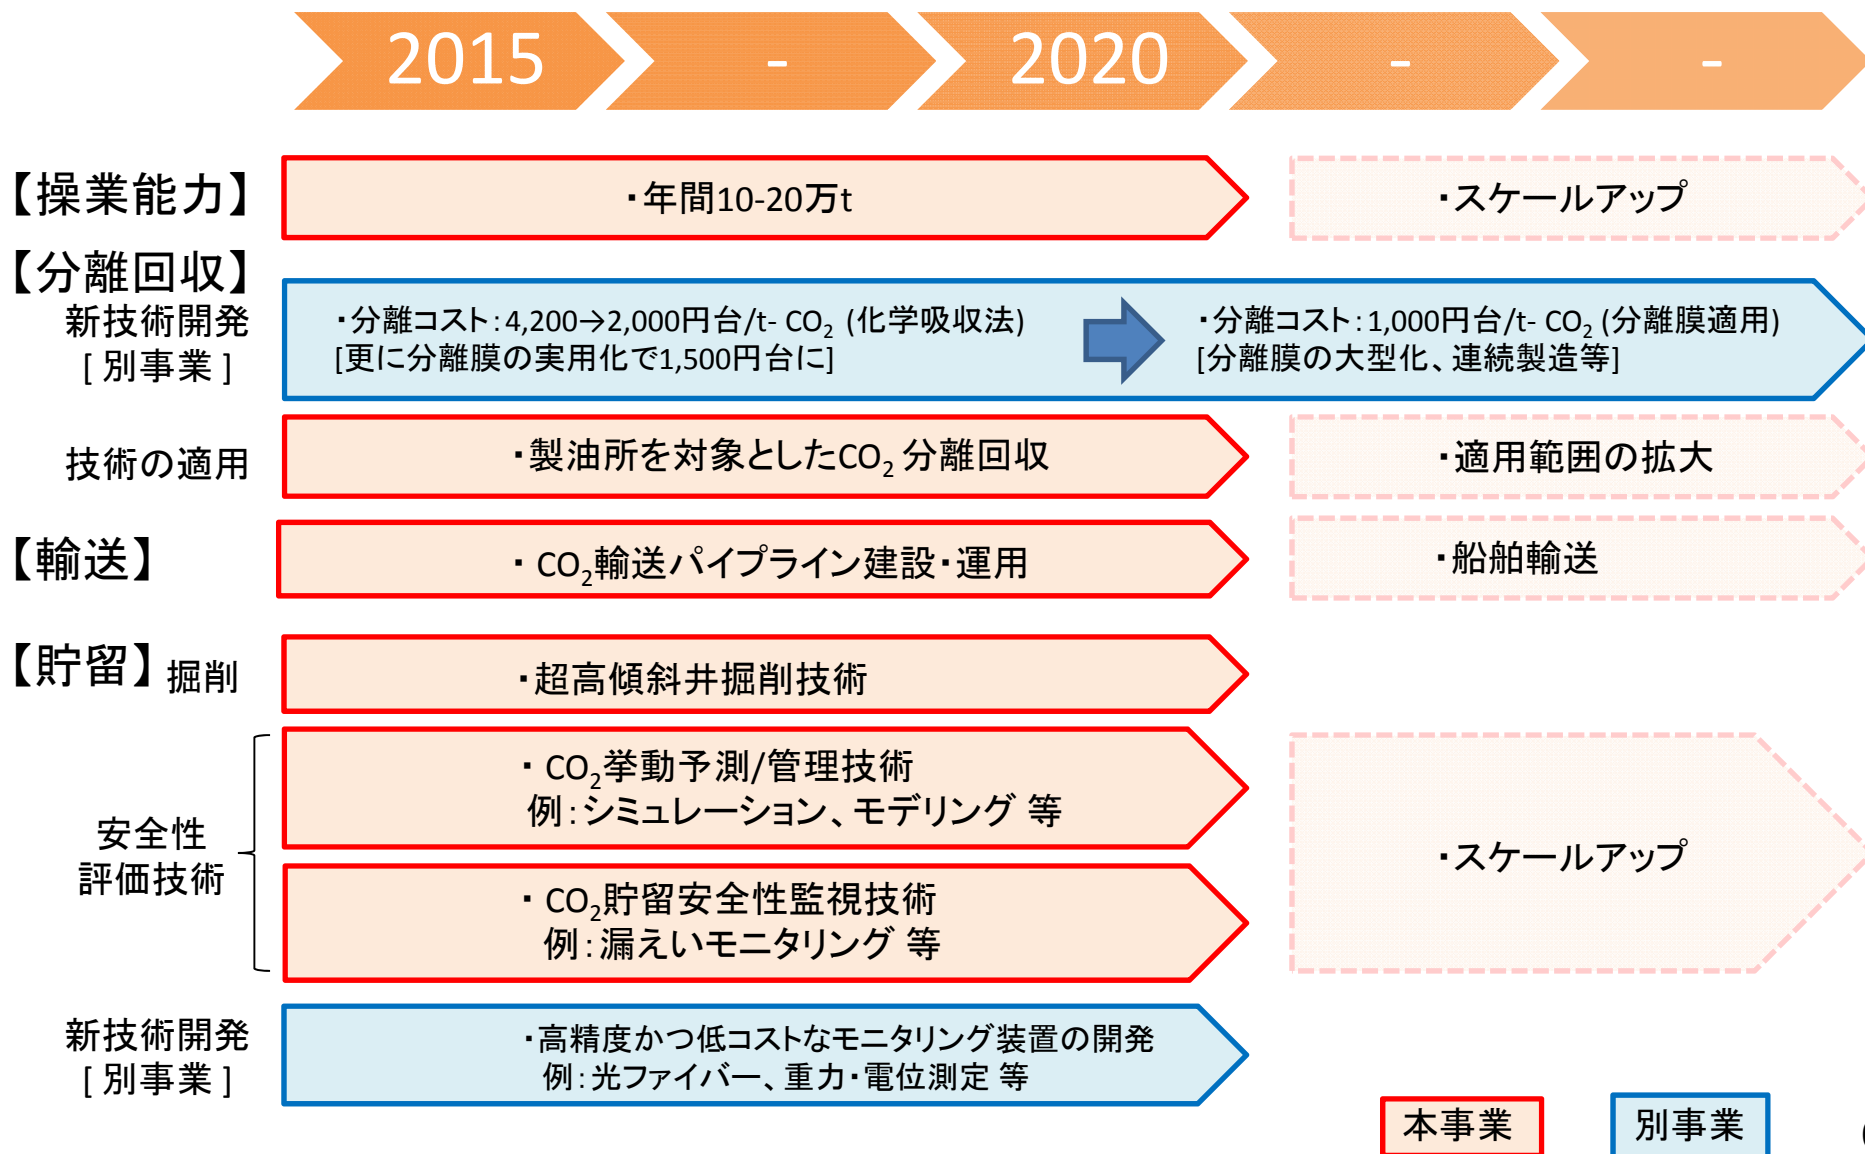 2015
-
2020
-
-
【操業能力】
・年間10-20万t
・スケールアップ
【分離回収】
新技術開発
[ 別事業 ]
・分離コスト：4,200→2,000円台/t- CO₂ (化学吸収法)
[更に分離膜の実用化で1,500円台に]
・分離コスト：1,000円台/t- CO₂ (分離膜適用)
[分離膜の大型化、連続製造等]
技術の適用
・製油所を対象としたCO₂ 分離回収
・適用範囲の拡大
【輸送】
・ CO₂輸送パイプライン建設・運用
・船舶輸送
【貯留】 掘削
・超高傾斜井掘削技術
安全性
評価技術
・ CO₂挙動予測/管理技術
例：シミュレーション、モデリング 等
・ CO₂貯留安全性監視技術
例：漏えいモニタリング 等
・スケールアップ
新技術開発
[ 別事業 ]
・高精度かつ低コストなモニタリング装置の開発
例：光ファイバー、重力・電位測定 等
本事業
別事業